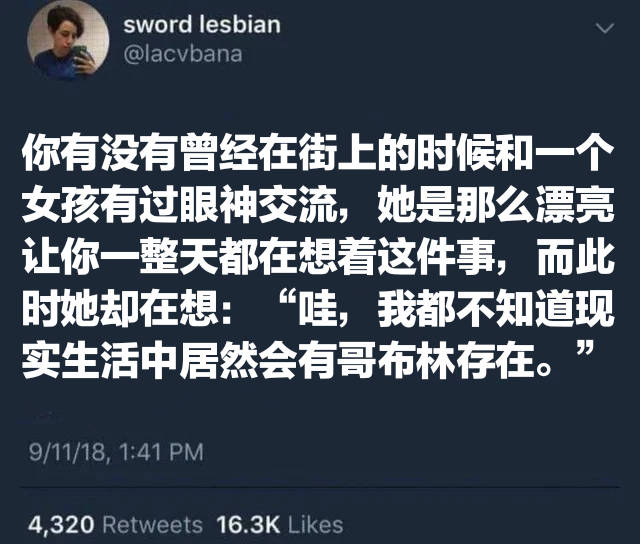 sword lesbian
@lacvbana
你有没有曾经在街上的时候和一个
女孩有过眼神交流，她是那么漂亮
让你一整天都在想着这件事，而此
时她却在想：“哇，我都不知道现
实生活中居然会有哥布林存在。”
9/11/18, 1:41 PM
4,320 Retweets 16.3K Likes